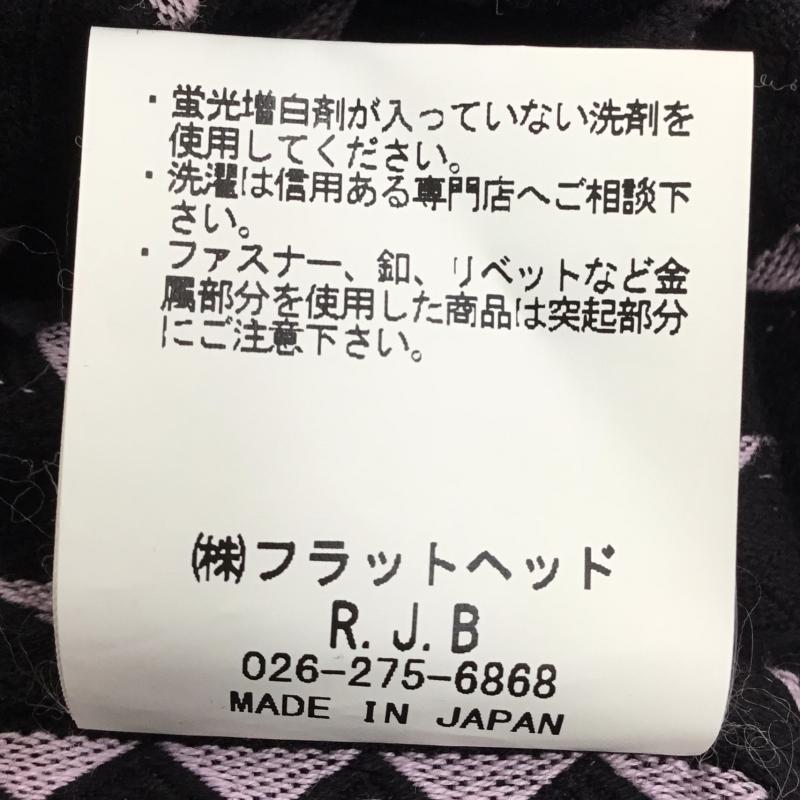 ・蛍光増白剤が入っていない洗剤を
使用してください。
・洗濯は信用ある専門店へご相談下
さい。
・ファスナー、釦、リベットなど金
属部分を使用した商品は突起部分
にご注意下さい。
㈱フラットヘッド
R.J.B
026-275-6868
MADE IN JAPAN